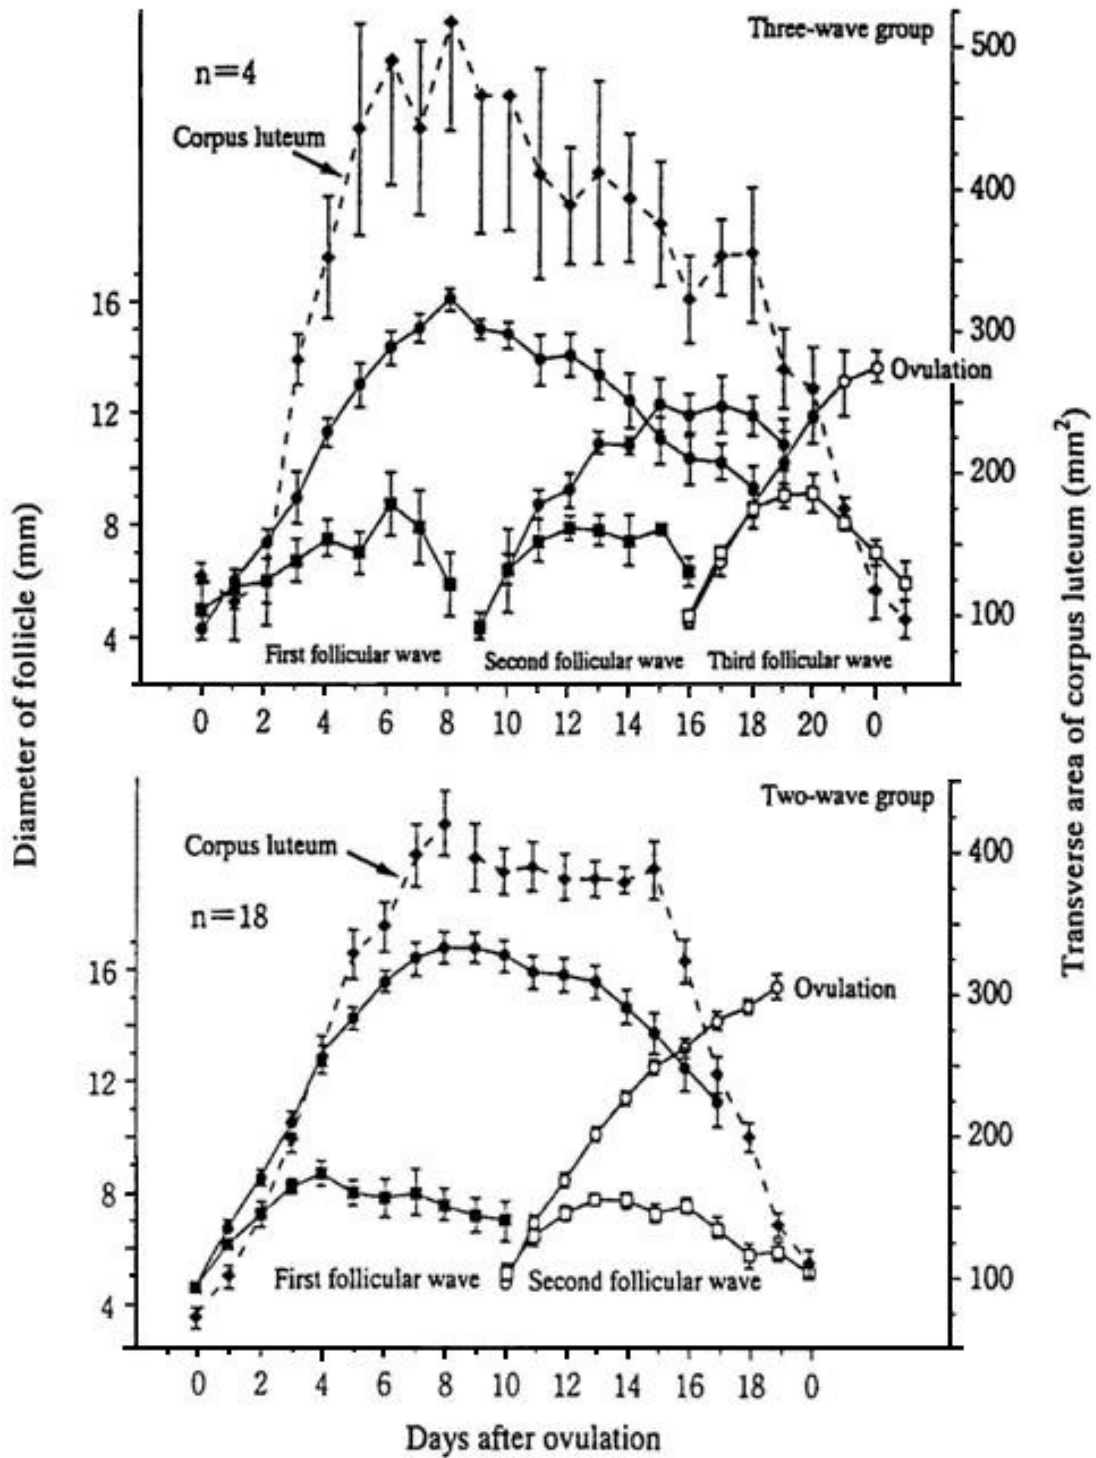 Three-wave group
n=4
Corpus luteum
500
400
300
200
100
16
12
8
4
Ovulation
First follicular wave
Second follicular wave
Third follicular wave
0 2 4 6 8 10 12 14 16 18 20 0
Diameter of follicle (mm)
Transverse area of corpus luteum (mm²)
Two-wave group
Corpus luteum
n=18
400
300
200
100
16
12
8
4
Ovulation
First follicular wave
Second follicular wave
0 2 4 6 8 10 12 14 16 18 0
Days after ovulation